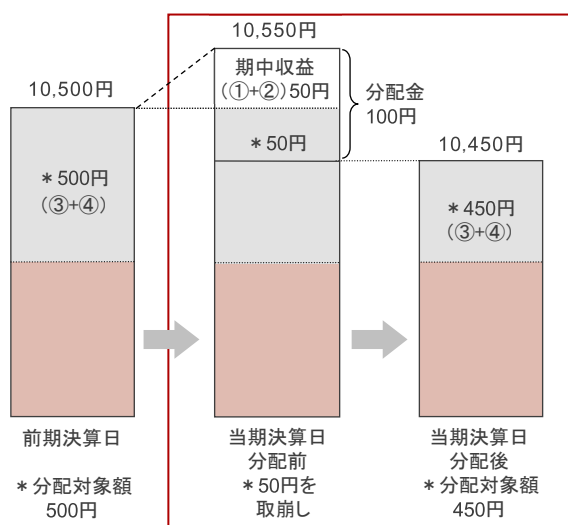 10,550円
10,500円
期中収益
(①+②)50円
分配金
100円
＊50円
10,450円
＊500円
(③+④)
＊450円
(③+④)
前期決算日
＊分配対象額
500円
当期決算日
分配前
＊50円を
取崩し
当期決算日
分配後
＊分配対象額
450円